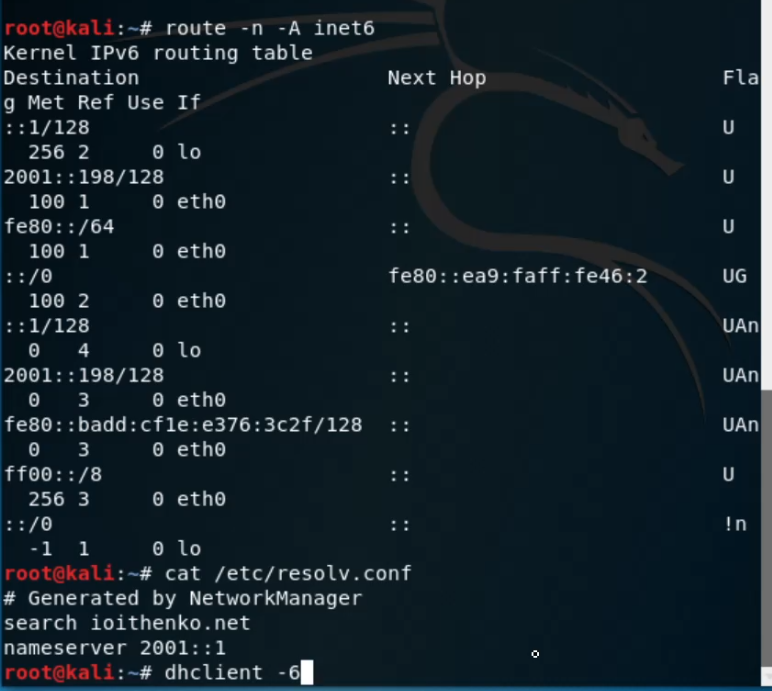 root@kali:~# route -n -A inet6
Kernel IPv6 routing table
Destination                    Next Hop                   Fla
g Met Ref Use If
::1/128                        ::                         U
  256 2     0 lo
2001::198/128                  ::                         U
  100 1     0 eth0
fe80::/64                      ::                         U
  100 1     0 eth0
::/0                           fe80::ea9:faff:fe46:2      UG
  100 2     0 eth0
::1/128                        ::                         UAn
  0   4     0 lo
2001::198/128                  ::                         UAn
  0   3     0 eth0
fe80::badd:cf1e:e376:3c2f/128  ::                         UAn
  0   3     0 eth0
ff00::/8                       ::                         U
  256 3     0 eth0
::/0                           ::                         !n
  -1  1     0 lo
root@kali:~# cat /etc/resolv.conf
# Generated by NetworkManager
search ioithenko.net
nameserver 2001::1
root@kali:~# dhclient -6